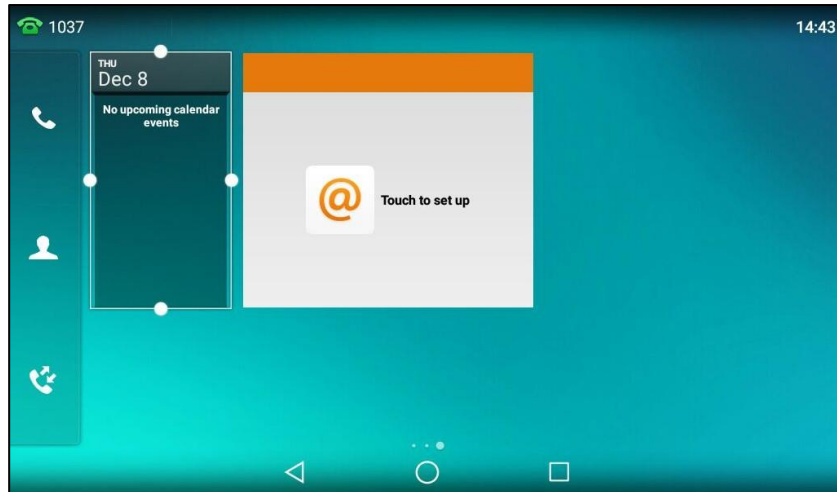 1037
14:43
THU
Dec 8
No upcoming calendar
events
@
Touch to set up